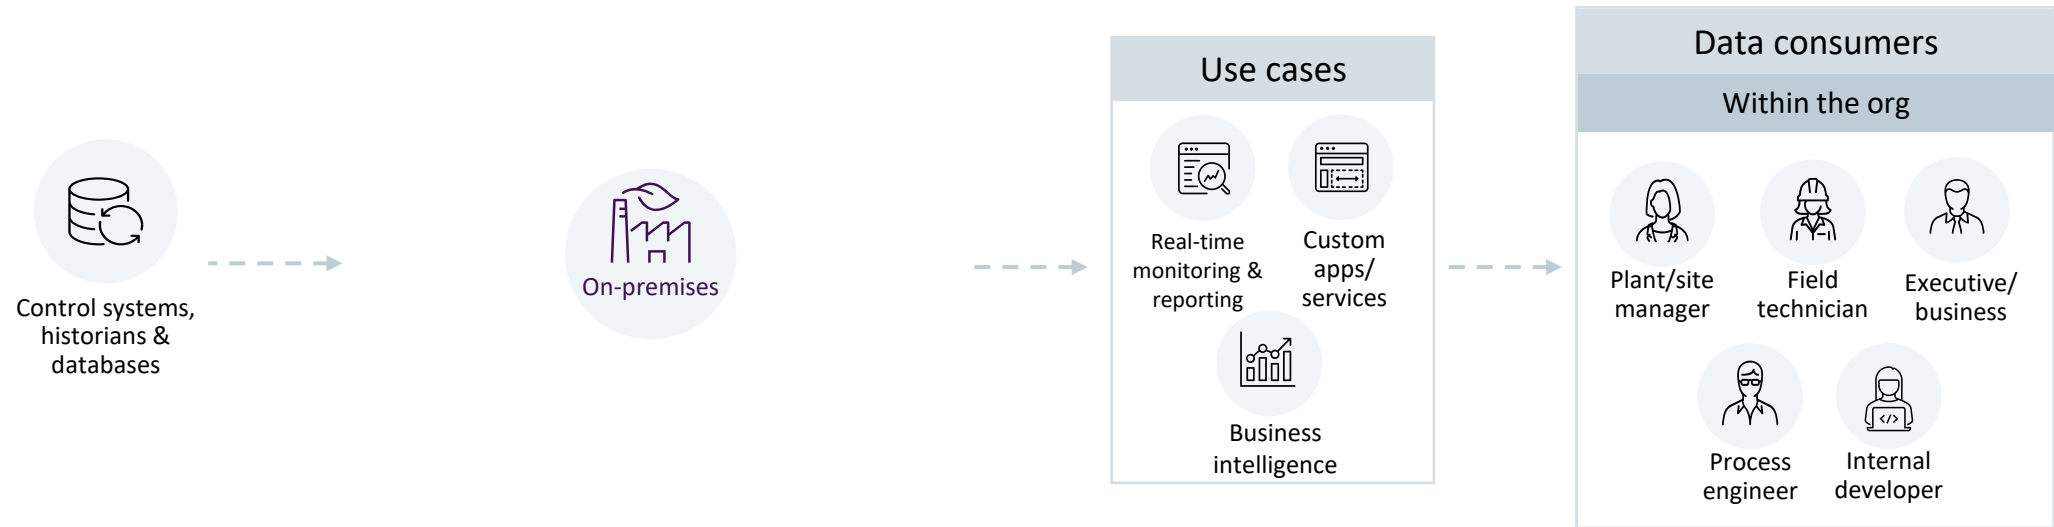 Control systems,
historians &
databases
On-premises
Use cases
Real-time
monitoring &
reporting
Custom
apps/
services
Business
intelligence
Data consumers
Within the org
Plant/site
manager
Field
technician
Executive/
business
Process
engineer
Internal
developer